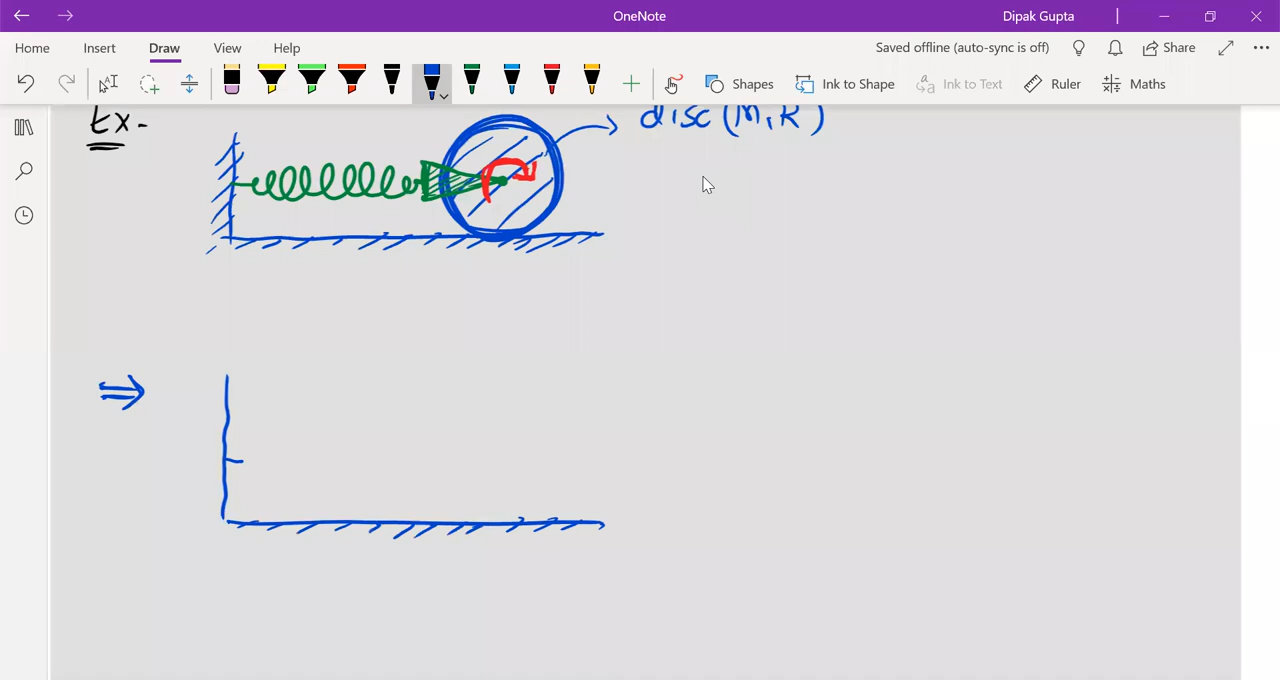 OneNote
Dipak Gupta
Home Insert Draw View Help
Saved offline (auto-sync is off)
Share
Shapes
Ink to Shape
Ink to Text
Ruler
Maths
Ex-
disc (M, R)